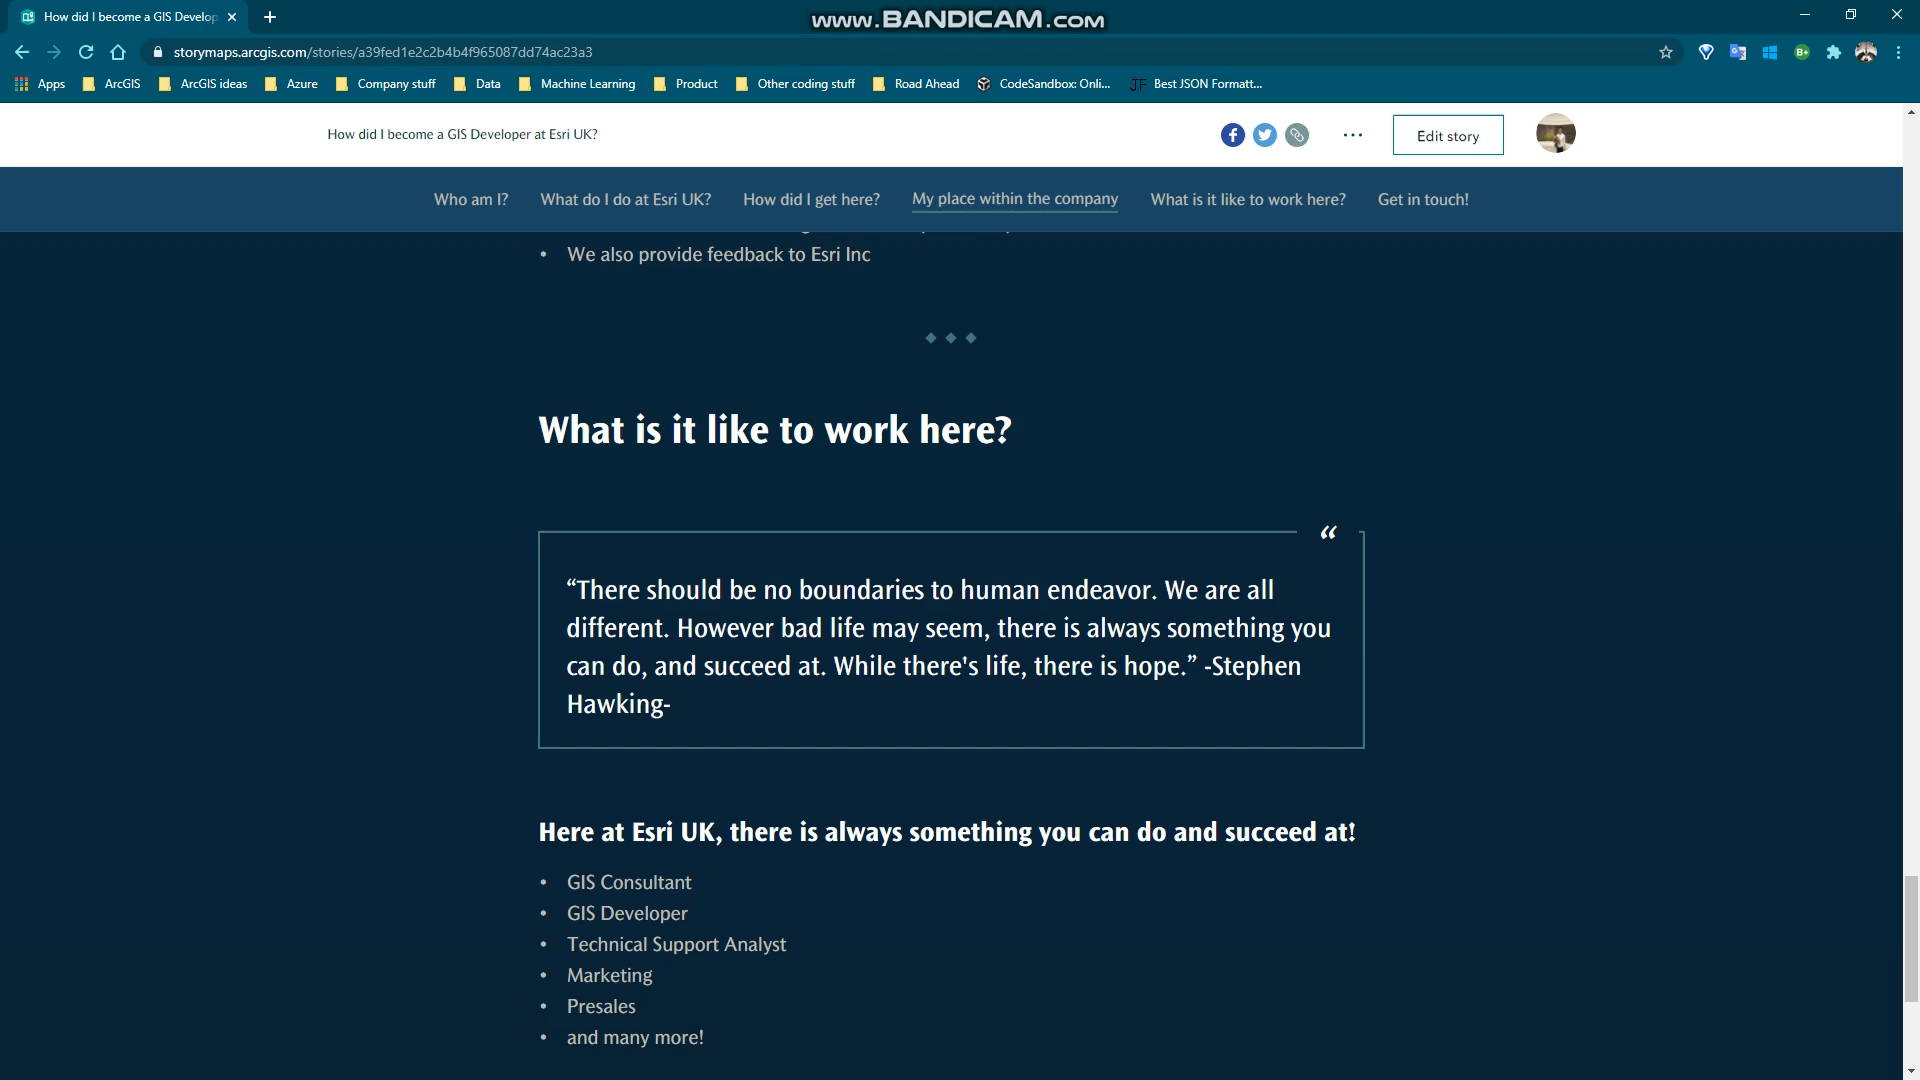 How did I become a GIS Develop
www.BANDICAM.com
storymaps.arcgis.com/stories/a39fed1e2c2b4b4f965087dd74ac23a3
Apps ArcGIS ArcGIS ideas Azure Company stuff Data Machine Learning Product Other coding stuff Road Ahead CodeSandbox: Onli... JF Best JSON Formatt...
How did I become a GIS Developer at Esri UK?
Edit story
Who am I? What do I do at Esri UK? How did I get here? My place within the company What is it like to work here? Get in touch!
• We also provide feedback to Esri Inc
What is it like to work here?
“
“There should be no boundaries to human endeavor. We are all
different. However bad life may seem, there is always something you
can do, and succeed at. While there's life, there is hope.” -Stephen
Hawking-
Here at Esri UK, there is always something you can do and succeed at!
• GIS Consultant
• GIS Developer
• Technical Support Analyst
• Marketing
• Presales
• and many more!